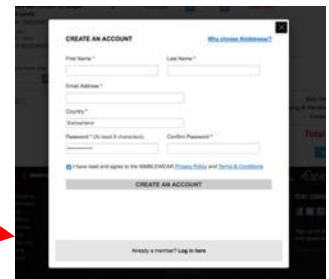 CREATE AN ACCOUNT
Why choose Nimblewear?
First Name * Last Name *
Email Address *
Country *
Switzerland
Password * (At least 8 characters) Confirm Password *
I have read and agree to the NIMBLEWEAR Privacy Policy and Terms & Conditions
CREATE AN ACCOUNT
Already a member? Log in here